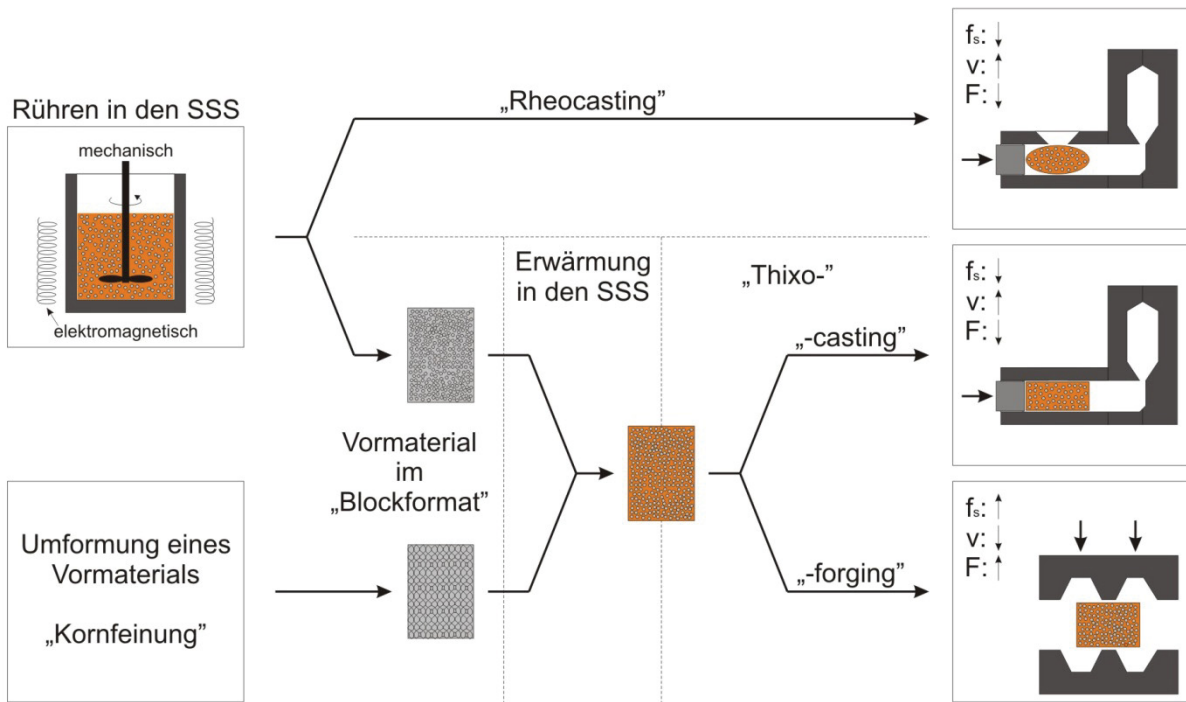 Rühren in den SSS
mechanisch
elektromagnetisch
„Rheocasting”
fs: ↓
v: ↑
F: ↓
Erwärmung
in den SSS
„Thixo-”
„-casting”
fs: ↓
v: ↑
F: ↓
Vormaterial
im
„Blockformat”
Umformung eines
Vormaterials
„Kornfeinung”
„-forging”
fs: ↑
v: ↓
F: ↑